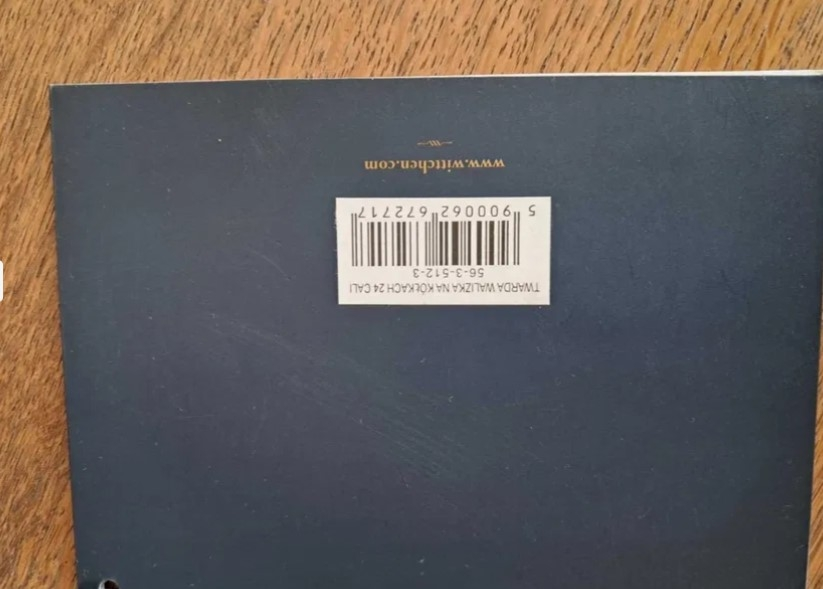 TWARDA WALIZKA NA KÓŁKACH 24 CALI
56-3-512-3
5 900062 672717
www.wittchen.com